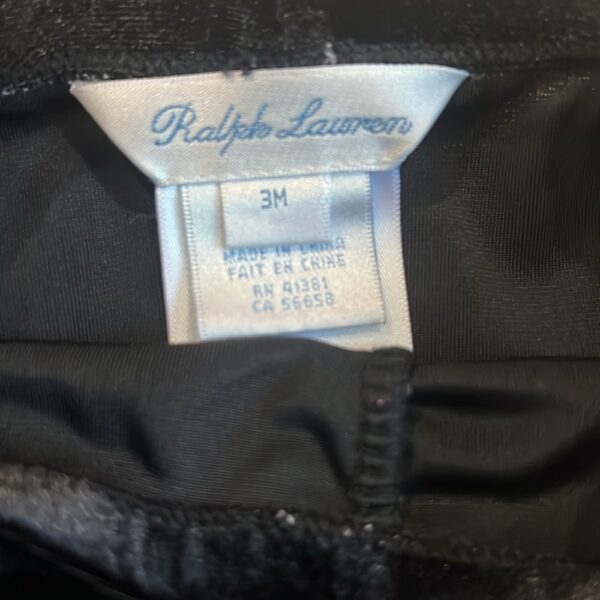 Ralph Lauren
3M
MADE IN CHINA
FAIT EN CHINE
RN 41381
CA 56658